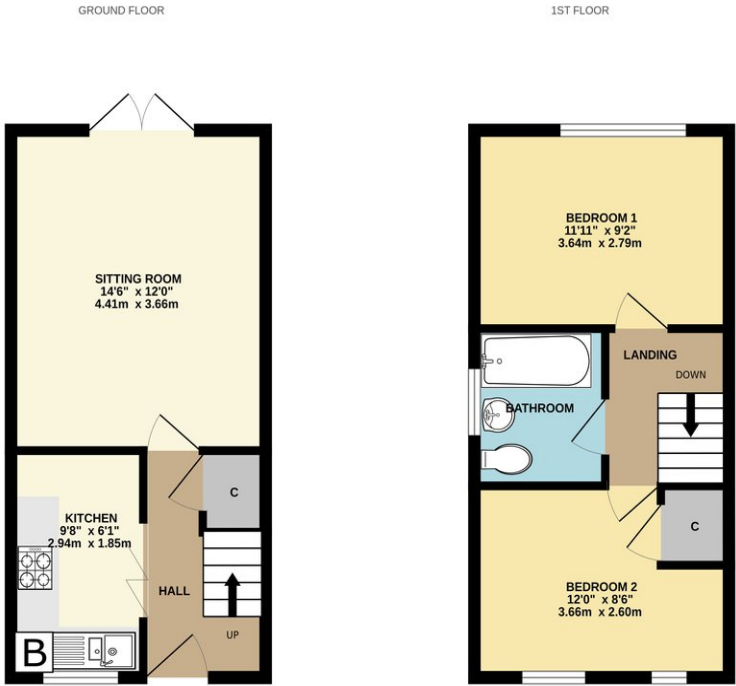 GROUND FLOOR
1ST FLOOR
SITTING ROOM
14'6" x 12'0"
4.41m x 3.66m
KITCHEN
9'8" x 6'1"
2.94m x 1.85m
C
HALL
UP
B
BEDROOM 1
11'11" x 9'2"
3.64m x 2.79m
LANDING
DOWN
BATHROOM
C
BEDROOM 2
12'0" x 8'6"
3.66m x 2.60m